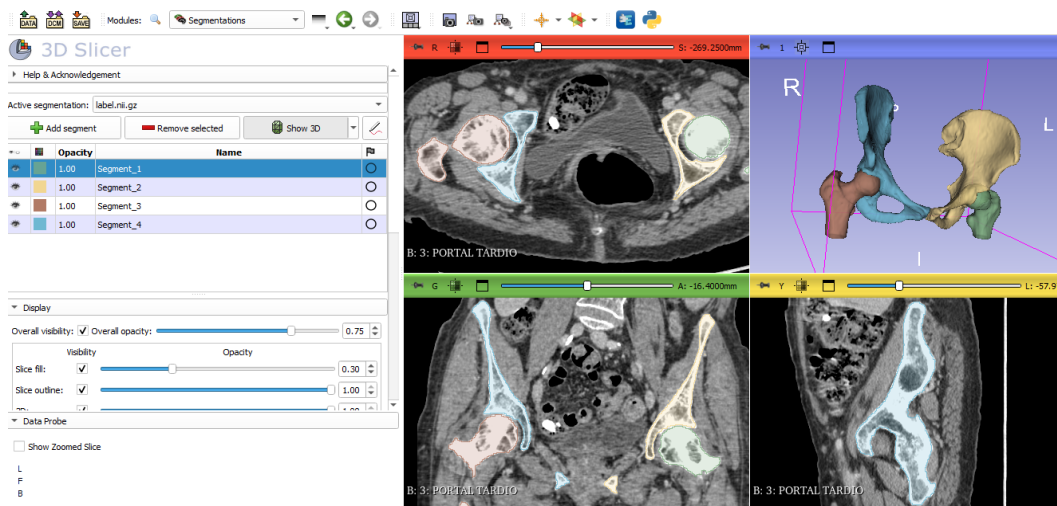 DATA
DCM
SAVE
Modules:
Segmentations
3D Slicer
Help & Acknowledgement
Active segmentation: label.nii.gz
Add segment
Remove selected
Show 3D
Opacity Name
1.00 Segment_1
1.00 Segment_2
1.00 Segment_3
1.00 Segment_4
Display
Overall visibility: Overall opacity: 0.75
Visibility Opacity
Slice fill: 0.30
Slice outline: 1.00
3D: 1.00
Data Probe
Show Zoomed Slice
L
F
B
R S: -269.2500mm
B: 3: PORTAL TARDIO
1
R
L
I
G A: -16.4000mm
B: 3: PORTAL TARDIO
Y L: -57.9
B: 3: PORTAL TARDIO